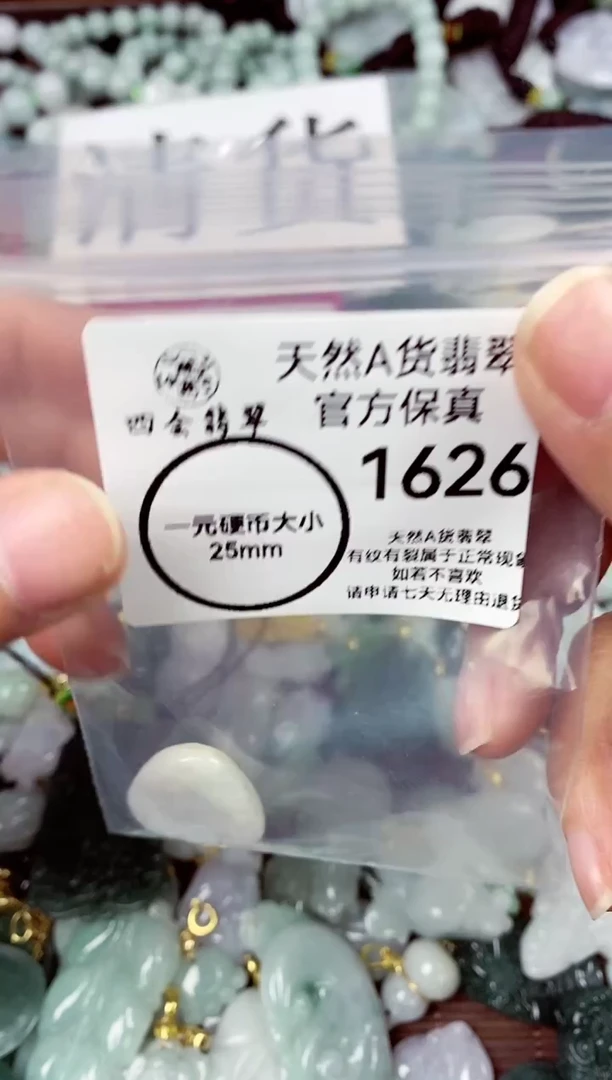 清货
天然A货翡翠
官方保真
四会翡翠
1626
一元硬币大小
25mm
天然A货翡翠
有纹有裂属于正常现象
如若不喜欢
请申请七天无理由退货